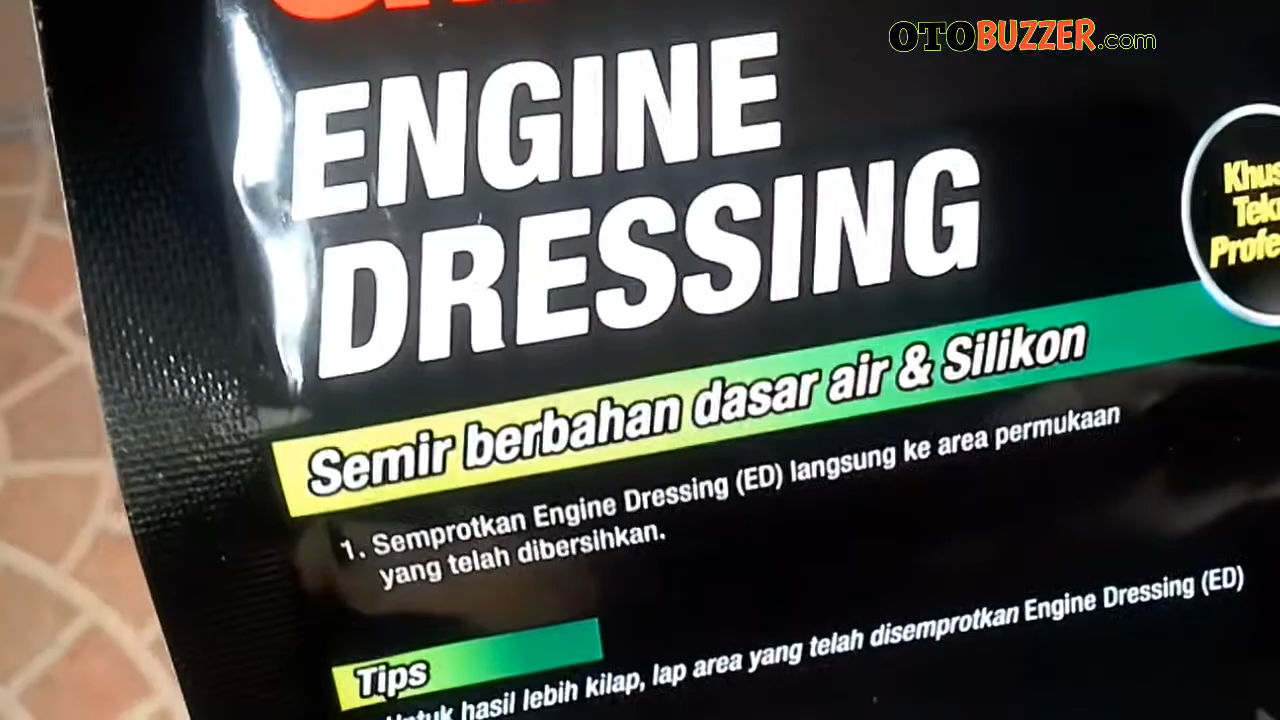 OTOBUZZER.com
ENGINE
DRESSING
Semir berbahan dasar air & Silikon
1. Semprotkan Engine Dressing (ED) langsung ke area permukaan
yang telah dibersihkan.
Tips
Untuk hasil lebih kilap, lap area yang telah disemprotkan Engine Dressing (ED)